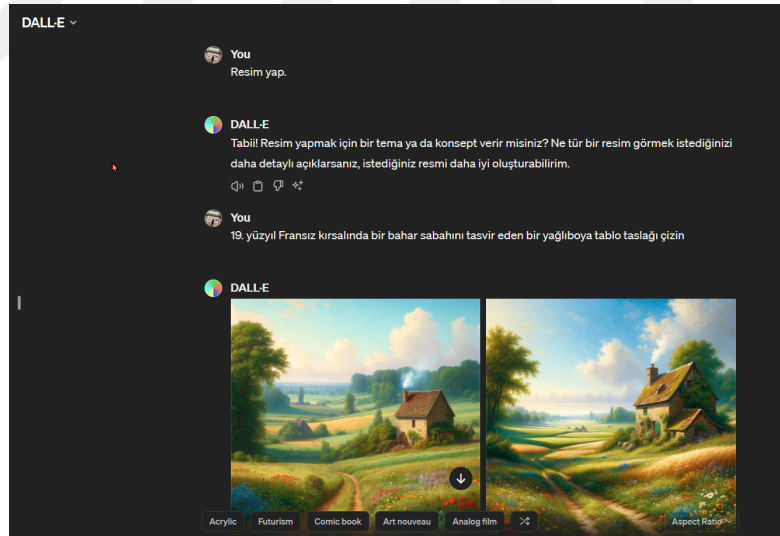 DALL·E
You
Resim yap.
DALL·E
Tabii! Resim yapmak için bir tema ya da konsept verir misiniz? Ne tür bir resim görmek istediğinizi
daha detaylı açıklarsanız, istediğiniz resmi daha iyi oluşturabilirim.
You
19. yüzyıl Fransız kırsalında bir bahar sabahını tasvir eden bir yağlıboya tablo taslağı çizin
DALL·E
Acrylic Futurism Comic book Art nouveau Analog film Aspect Ratio